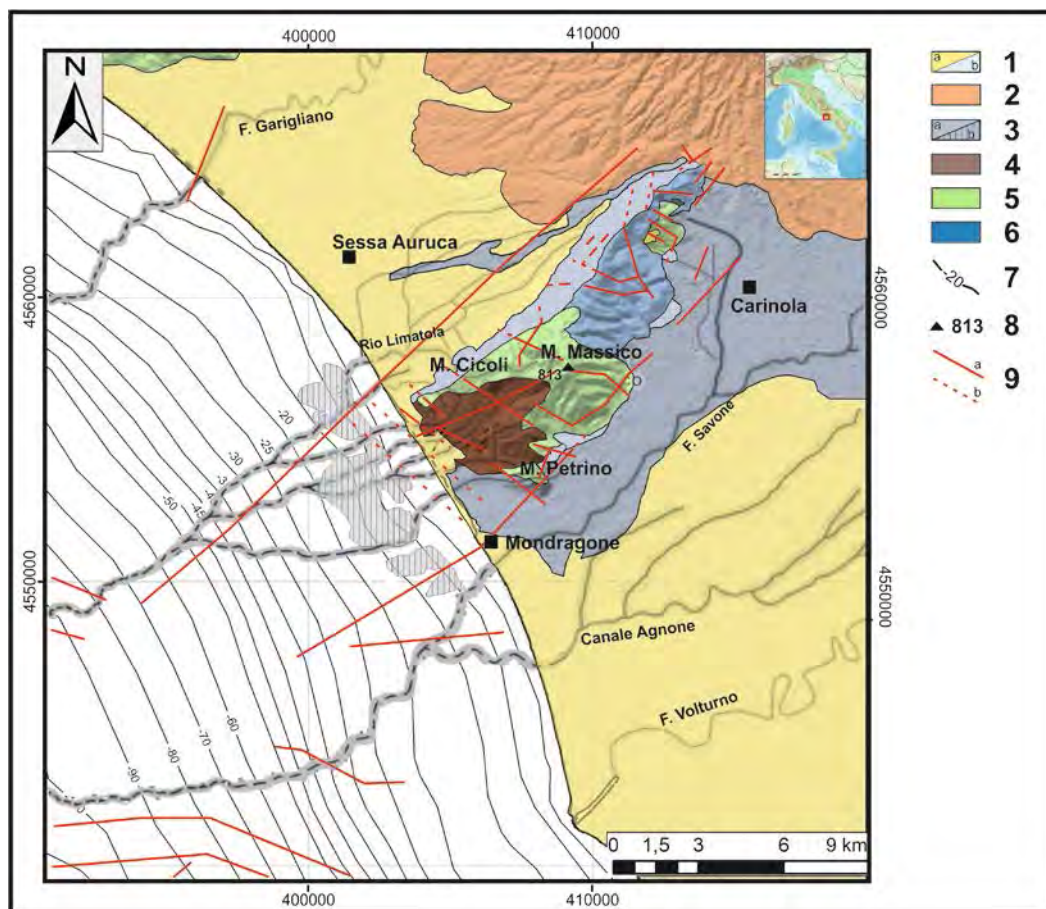 400000
410000
N
F. Garigliano
Sessa Auruca
4560000
4560000
Carinola
Rio Limatola
M. Massico
M. Cicoli
813
F. Savone
M. Petrino
Mondragone
-20
-25
-30
-45
-50
4550000
4550000
Canale Agnone
F. Volturno
-60
-70
-80
-90
0 1,5 3 6 9 km
400000
410000
a b 1
2
a b 3
4
5
6
-20 7
813 8
a
b 9